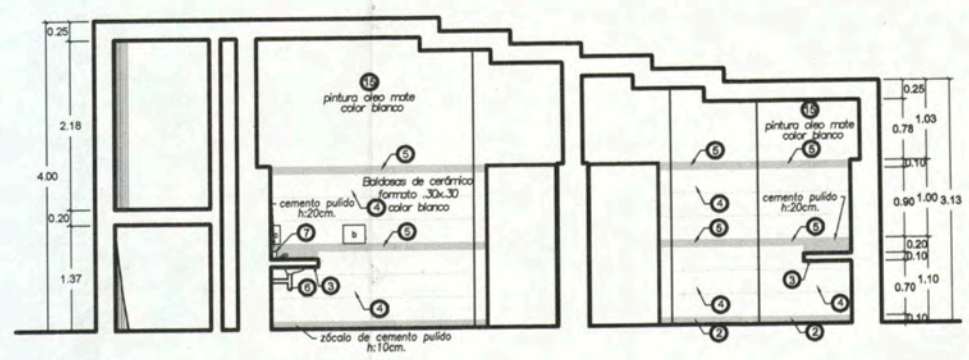 0.25
2.18
4.00
0.20
1.37
15
pintura oleo mate
color blanco
5
Baldosas de cerámico
formato .30x.30
4
color blanco
cemento pulido
h:20cm.
7
b
5
6
3
4
zócalo de cemento pulido
h:10cm.
15
pintura oleo mate
color blanco
5
5
4
cemento pulido
h:20cm.
5
5
3
4
4
2
2
0.25
0.78
1.03
0.10
0.90
1.00
3.13
0.20
0.10
0.70
1.10
0.10